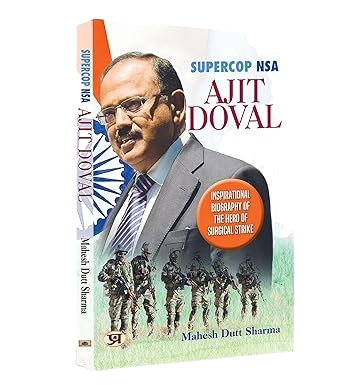 SUPERCOP NSA
AJIT DOVAL
Mahesh Dutt Sharma
SUPERCOP NSA
AJIT
DOVAL
INSPIRATIONAL
BIOGRAPHY OF
THE HERO OF
SURGICAL STRIKE
Mahesh Dutt Sharma
प्र